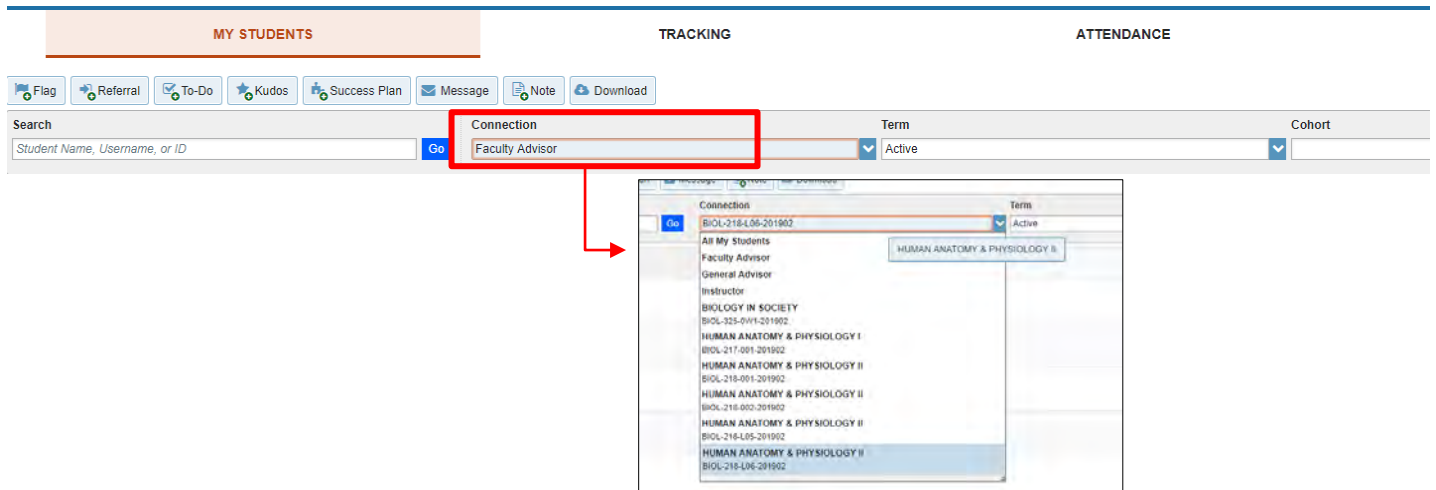 MY STUDENTS TRACKING ATTENDANCE
Flag Referral To-Do Kudos Success Plan Message Note Download
Search Connection Term Cohort
Student Name, Username, or ID Go Faculty Advisor Active
Message Note Download
Connection Term
Go BIOL-218-L06-201902 Active
All My Students
HUMAN ANATOMY & PHYSIOLOGY II
Faculty Advisor
General Advisor
Instructor
BIOLOGY IN SOCIETY
BIOL-325-0W1-201902
HUMAN ANATOMY & PHYSIOLOGY I
BIOL-217-001-201902
HUMAN ANATOMY & PHYSIOLOGY II
BIOL-218-001-201902
HUMAN ANATOMY & PHYSIOLOGY II
BIOL-218-002-201902
HUMAN ANATOMY & PHYSIOLOGY II
BIOL-218-L05-201902
HUMAN ANATOMY & PHYSIOLOGY II
BIOL-218-L06-201902